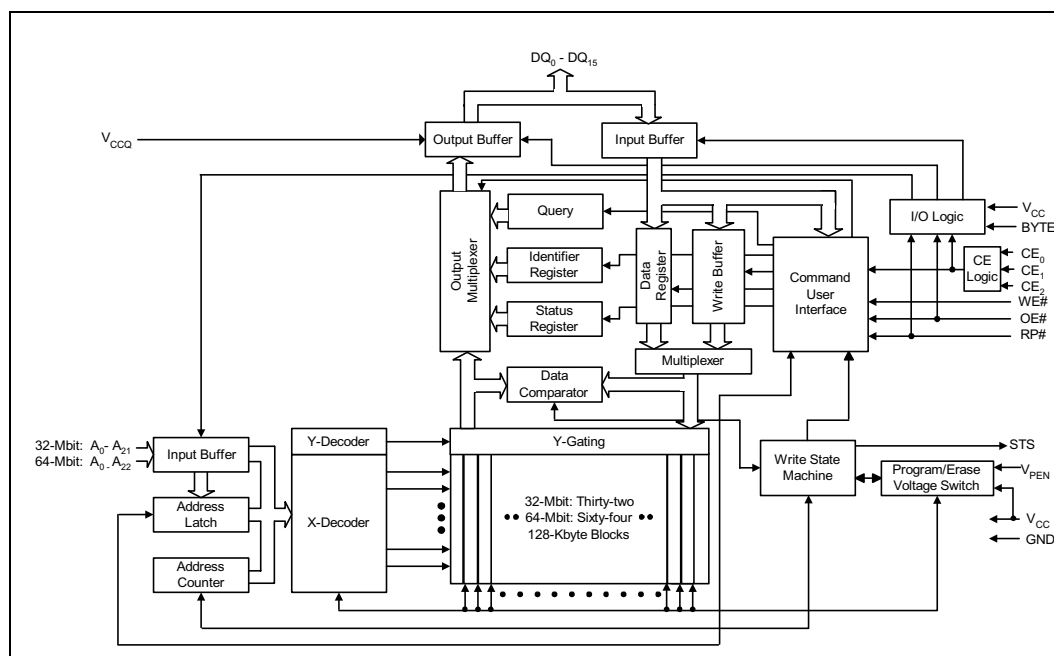 DQ0 - DQ15
VCCQ
Output Buffer
Input Buffer
Output
Multiplexer
Query
Identifier
Register
Status
Register
Data
Register
Write Buffer
Multiplexer
Data
Comparator
Command
User
Interface
I/O Logic
CE
Logic
VCC
BYTE
CE0
CE1
CE2
WE#
OE#
RP#
32-Mbit: A0- A21
64-Mbit: A0 - A22
Input Buffer
Address
Latch
Address
Counter
Y-Decoder
X-Decoder
Y-Gating
32-Mbit: Thirty-two
64-Mbit: Sixty-four
128-Kbyte Blocks
Write State
Machine
Program/Erase
Voltage Switch
STS
VPEN
VCC
GND